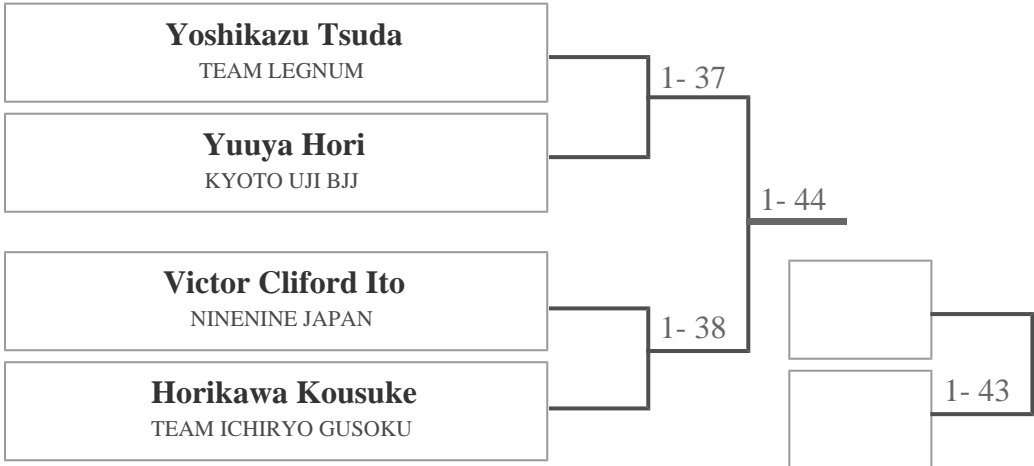 Yoshikazu Tsuda
TEAM LEGNUM
1- 37
Yuuya Hori
KYOTO UJI BJJ
1- 44
Victor Cliford Ito
NINENINE JAPAN
1- 38
Horikawa Kousuke
TEAM ICHIRYO GUSOKU
1- 43